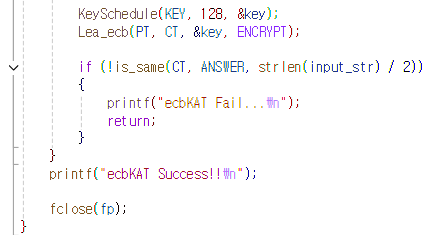 KeySchedule(KEY, 128, &key);
Lea_ecb(PT, CT, &key, ENCRYPT);
if (!is_same(CT, ANSWER, strlen(input_str) / 2))
{
printf("ecbKAT Fail...₩n");
return;
}
}
printf("ecbKAT Success!!₩n");
fclose(fp);
}